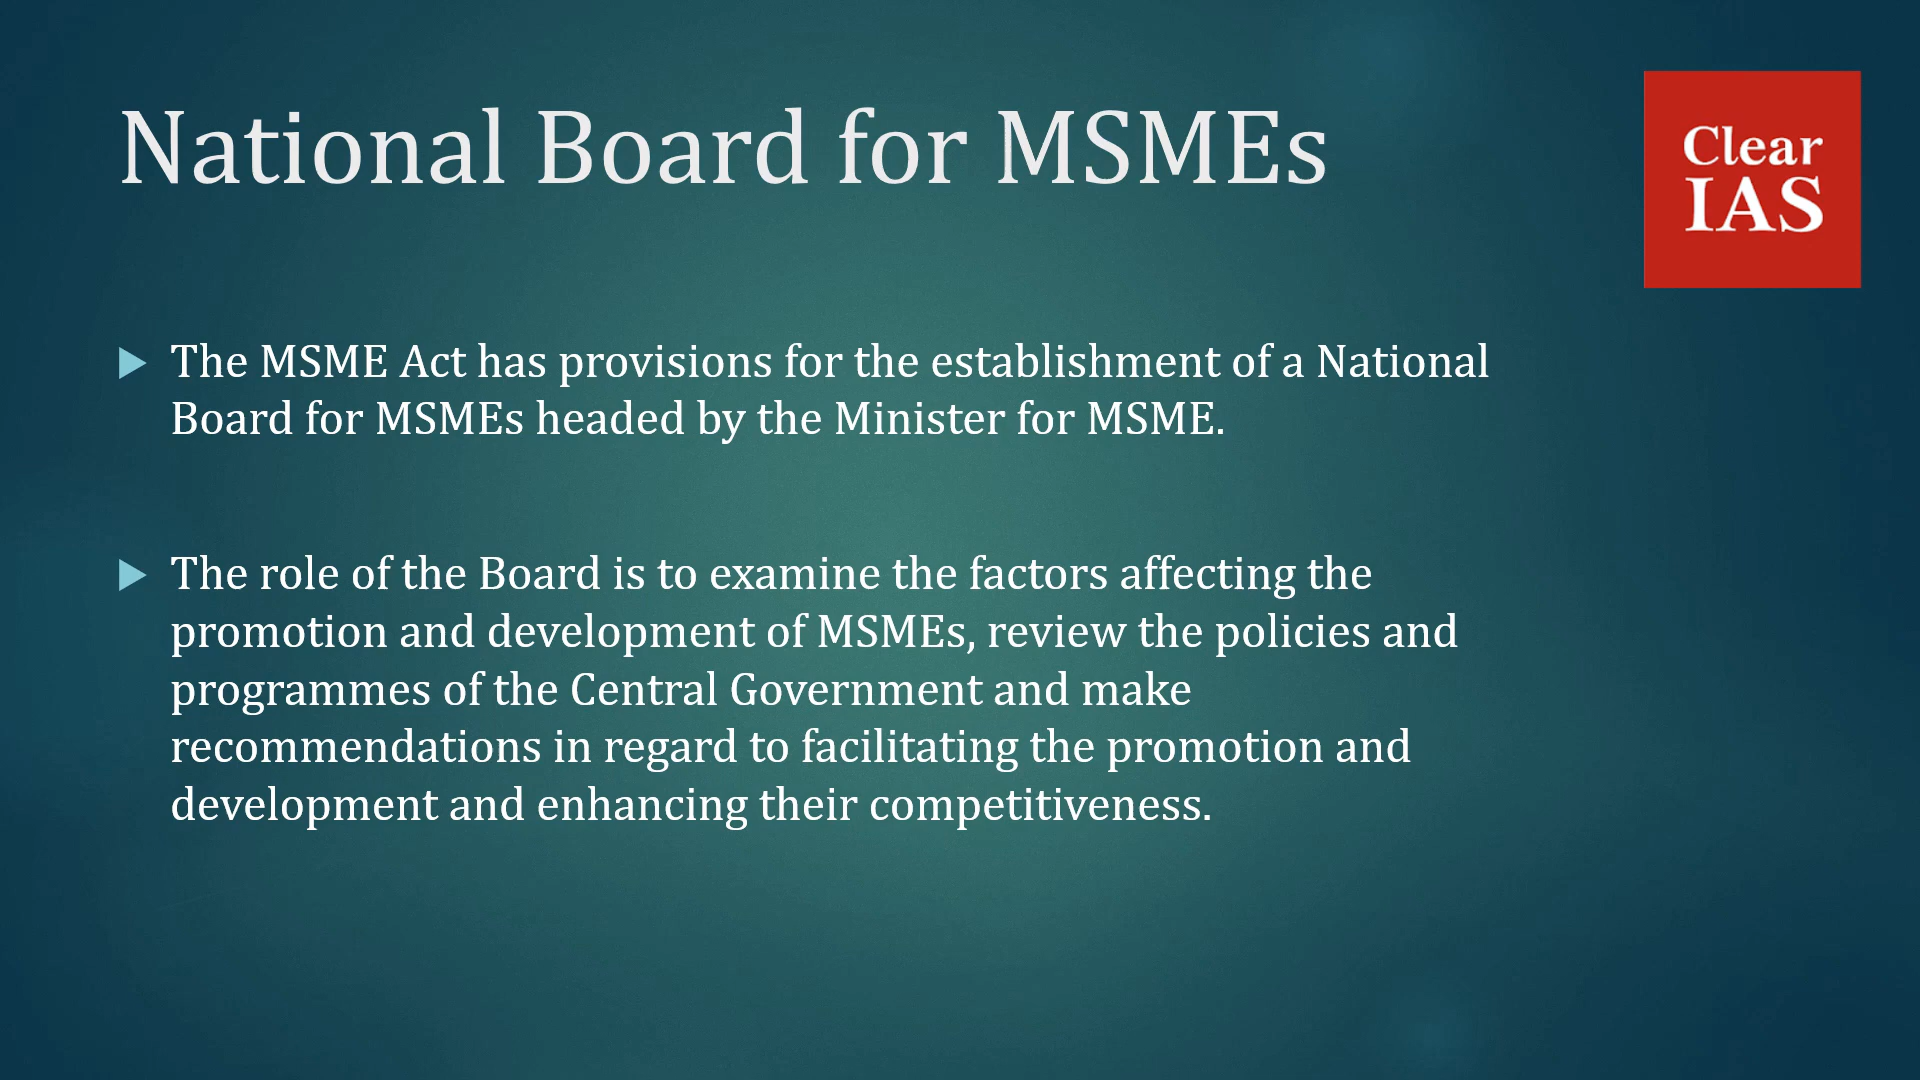 National Board for MSMEs
Clear
IAS
The MSME Act has provisions for the establishment of a National
Board for MSMEs headed by the Minister for MSME.
The role of the Board is to examine the factors affecting the
promotion and development of MSMEs, review the policies and
programmes of the Central Government and make
recommendations in regard to facilitating the promotion and
development and enhancing their competitiveness.